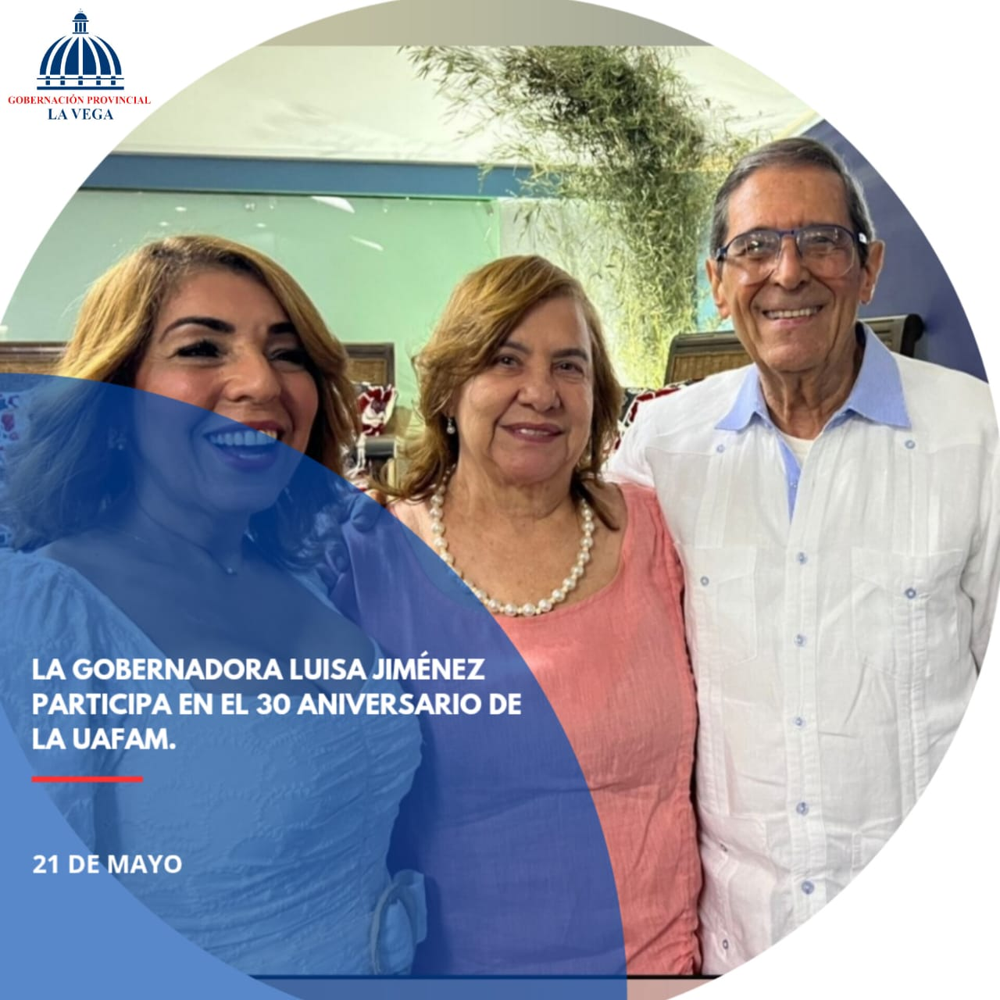 GOBERNACIÓN PROVINCIAL
LA VEGA
LA GOBERNADORA LUISA JIMÉNEZ
PARTICIPA EN EL 30 ANIVERSARIO DE
LA UAFAM.
21 DE MAYO